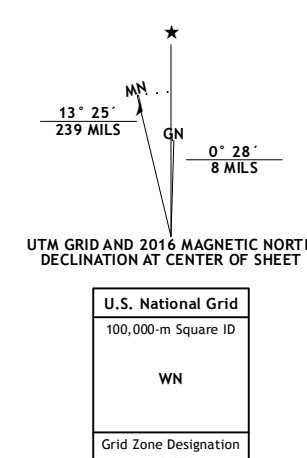 MN
GN
13° 25´
239 MILS
0° 28´
8 MILS
UTM GRID AND 2016 MAGNETIC NORTH
DECLINATION AT CENTER OF SHEET
U.S. National Grid
100,000-m Square ID
WN
Grid Zone Designation